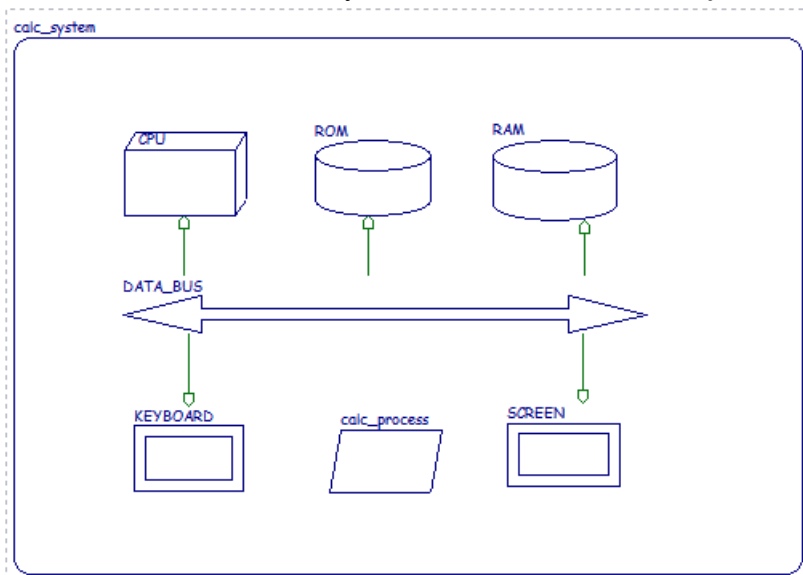 calc_system
CPU
ROM
RAM
DATA_BUS
KEYBOARD
calc_process
SCREEN